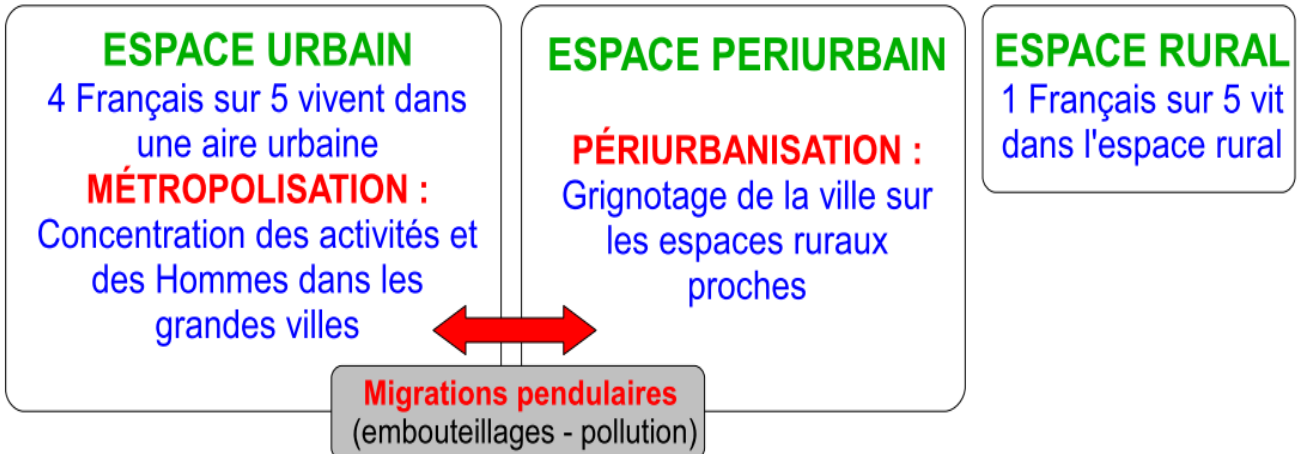 ESPACE URBAIN
4 Français sur 5 vivent dans
une aire urbaine
MÉTROPOLISATION :
Concentration des activités et
des Hommes dans les
grandes villes
ESPACE PERIURBAIN
PÉRIURBANISATION :
Grignotage de la ville sur
les espaces ruraux
proches
Migrations pendulaires
(embouteillages - pollution)
ESPACE RURAL
1 Français sur 5 vit
dans l'espace rural